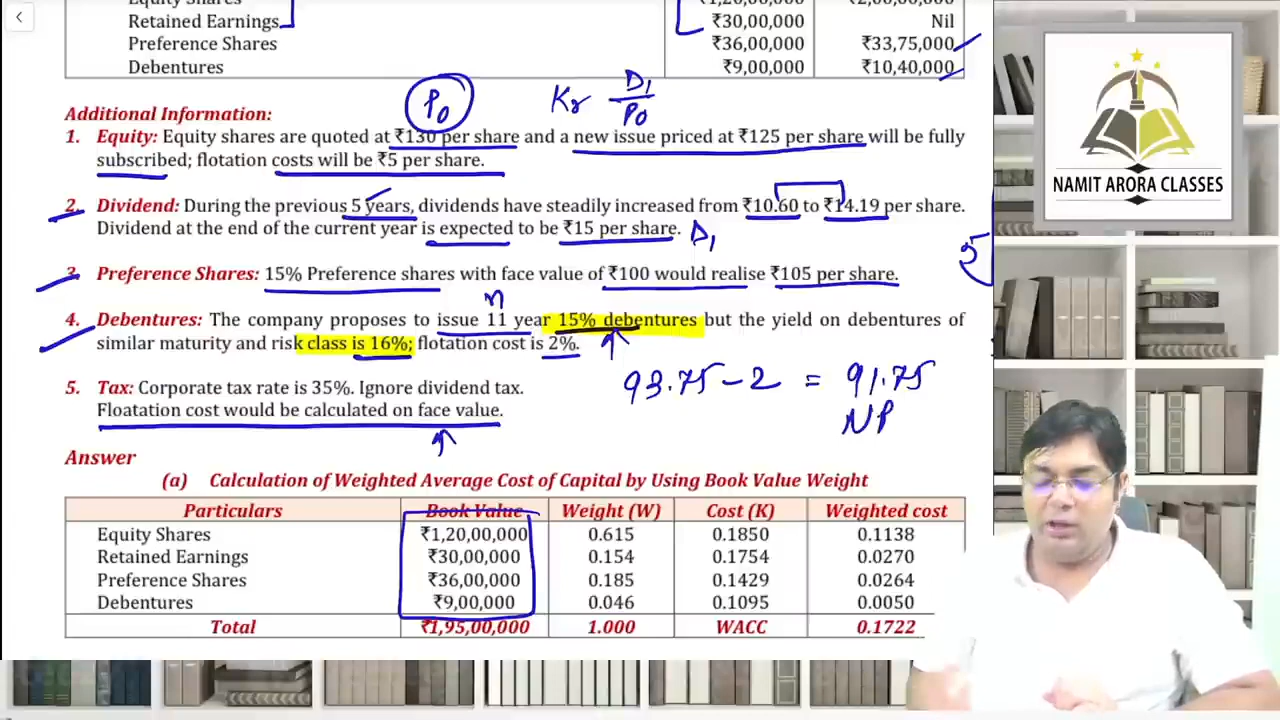 Retained Earnings ₹30,00,000 Nil
Preference Shares ₹36,00,000 ₹33,75,000
Debentures ₹9,00,000 ₹10,40,000
P0 Kr D1/P0
Additional Information:
1. Equity: Equity shares are quoted at ₹130 per share and a new issue priced at ₹125 per share will be fully
subscribed; flotation costs will be ₹5 per share.
2. Dividend: During the previous 5 years, dividends have steadily increased from ₹10.60 to ₹14.19 per share.
Dividend at the end of the current year is expected to be ₹15 per share. D1
5
3. Preference Shares: 15% Preference shares with face value of ₹100 would realise ₹105 per share.
n
4. Debentures: The company proposes to issue 11 year 15% debentures but the yield on debentures of
similar maturity and risk class is 16%; flotation cost is 2%.
93.75 - 2 = 91.75
NP
5. Tax: Corporate tax rate is 35%. Ignore dividend tax.
Floatation cost would be calculated on face value.
Answer
(a) Calculation of Weighted Average Cost of Capital by Using Book Value Weight
Particulars Book Value Weight (W) Cost (K) Weighted cost
Equity Shares ₹1,20,00,000 0.615 0.1850 0.1138
Retained Earnings ₹30,00,000 0.154 0.1754 0.0270
Preference Shares ₹36,00,000 0.185 0.1429 0.0264
Debentures ₹9,00,000 0.046 0.1095 0.0050
Total ₹1,95,00,000 1.000 WACC 0.1722
NAMIT ARORA CLASSES